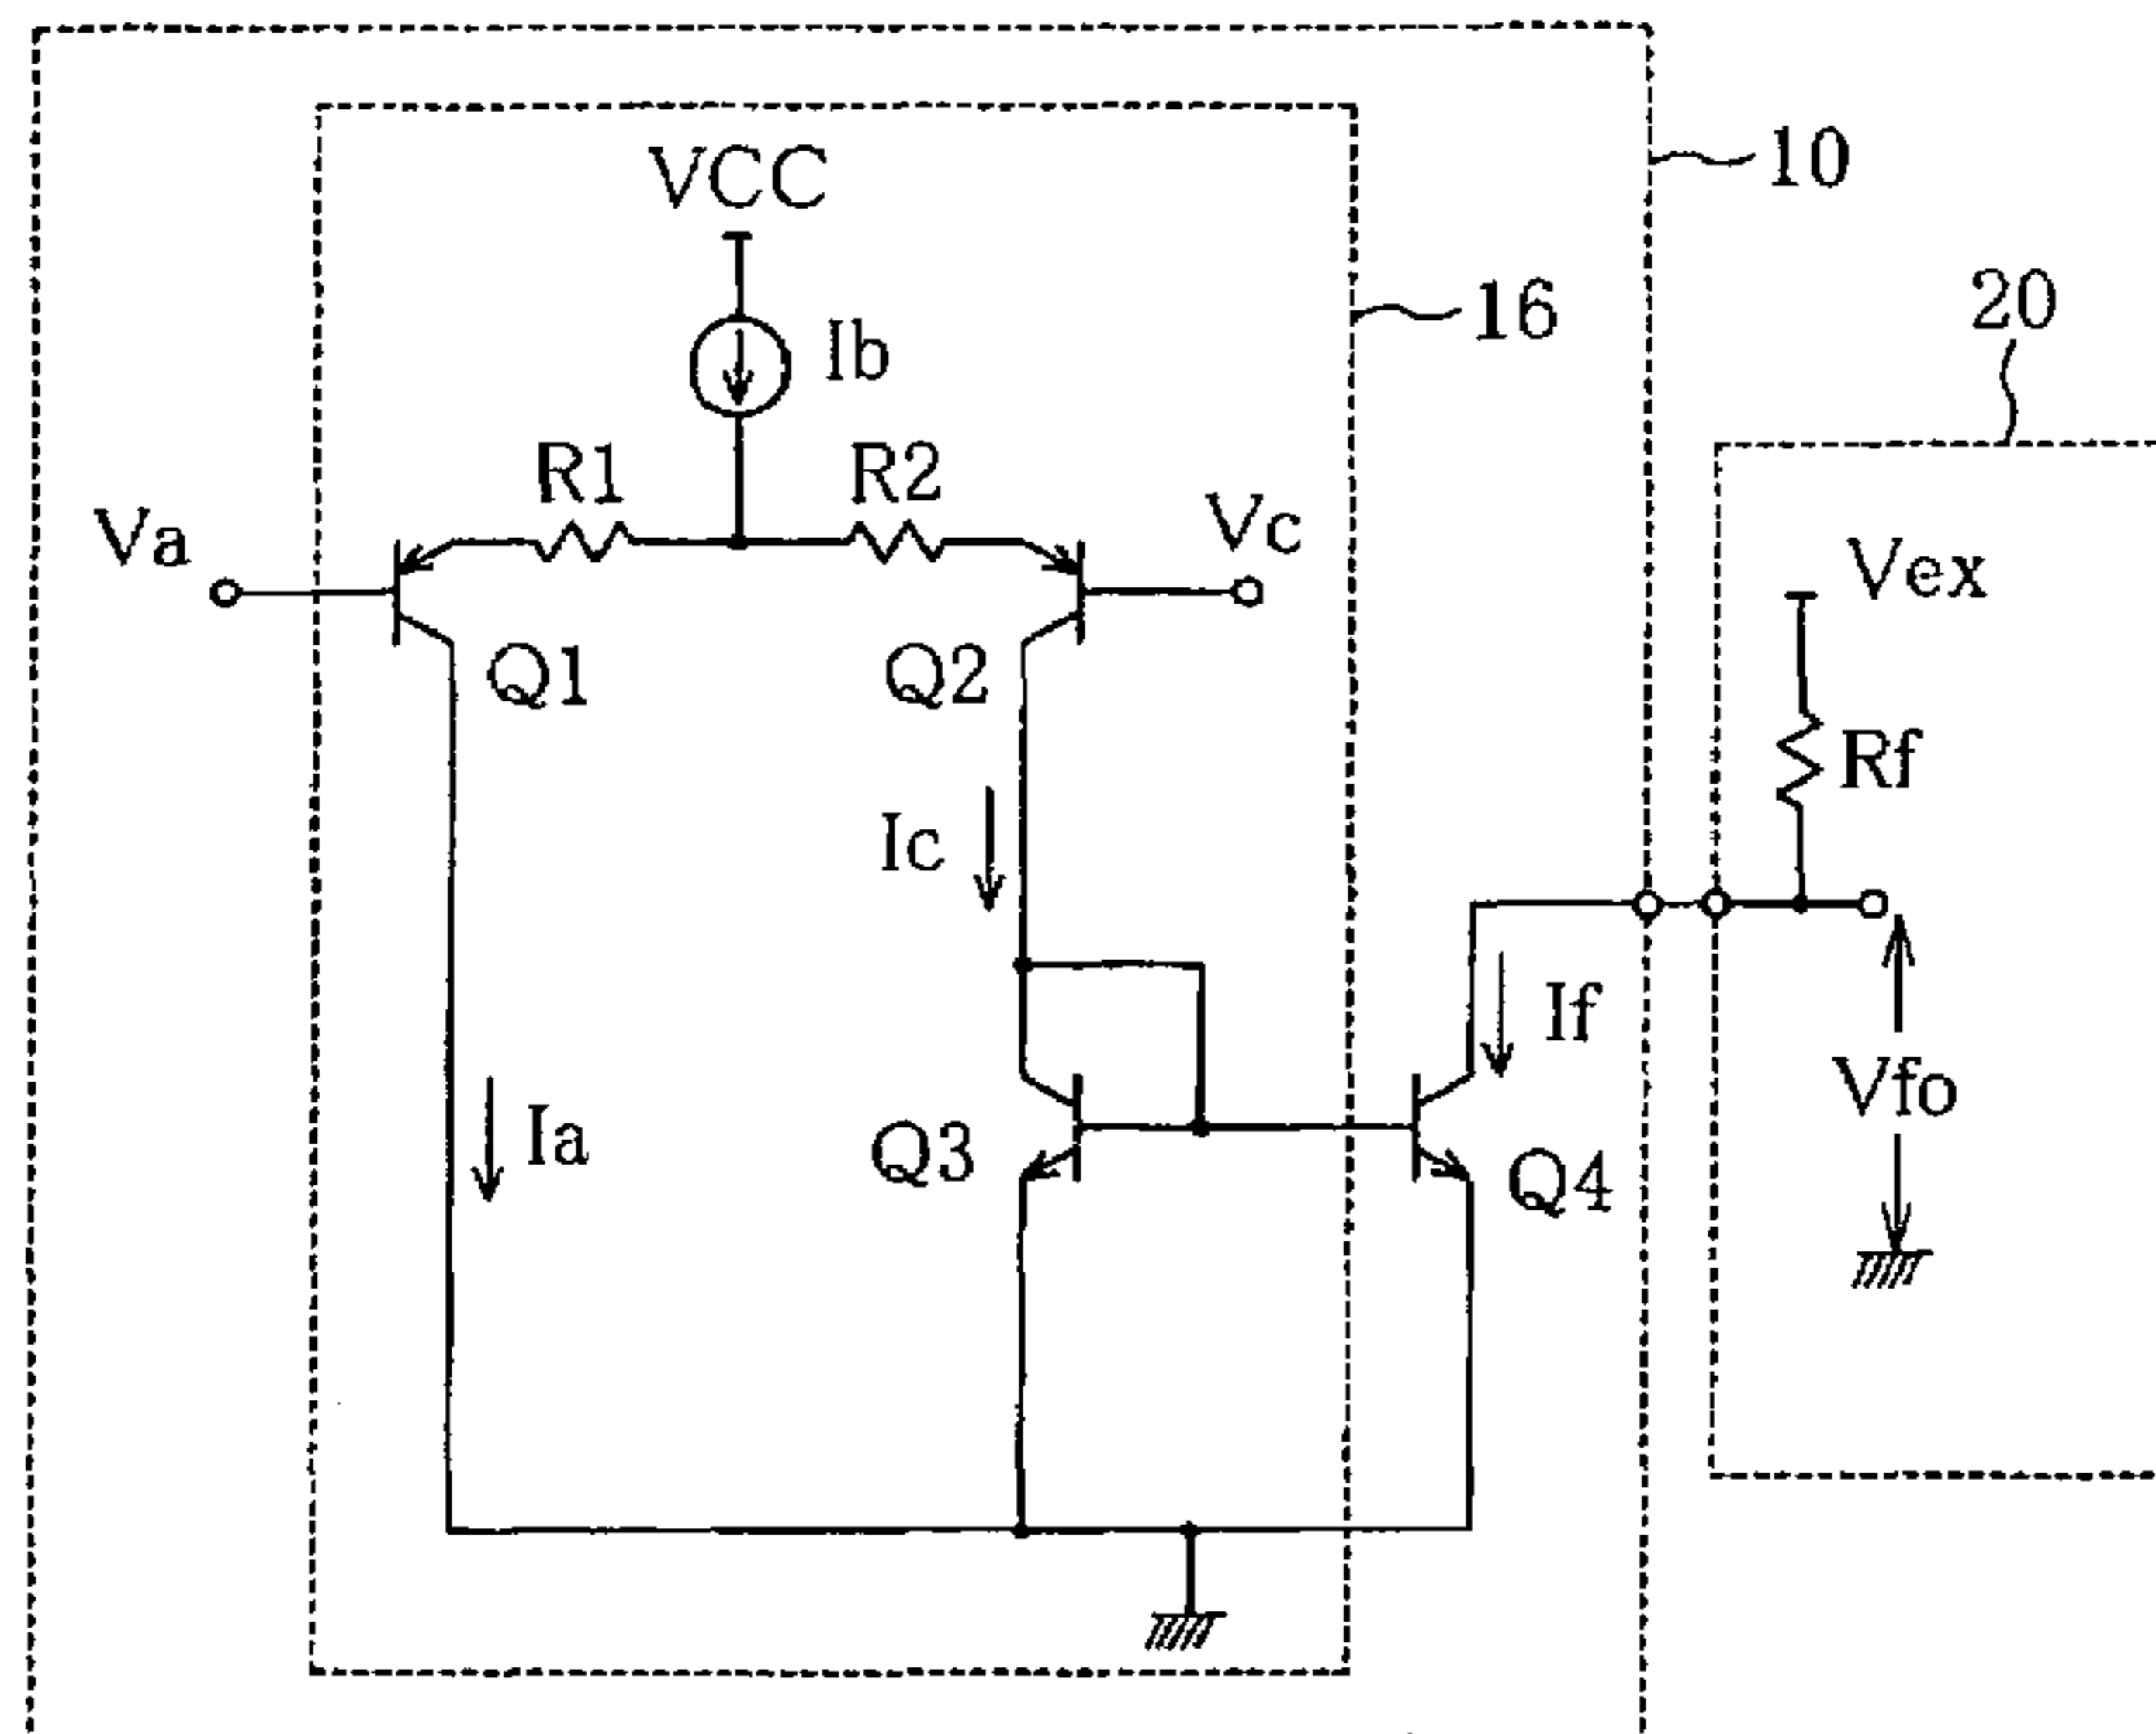 10
VCC
16
20
Ib
R1 R2
Va
Vc
Vex
Q1 Q2
Rf
Ic
If
Vfo
Ia
Q3
Q4